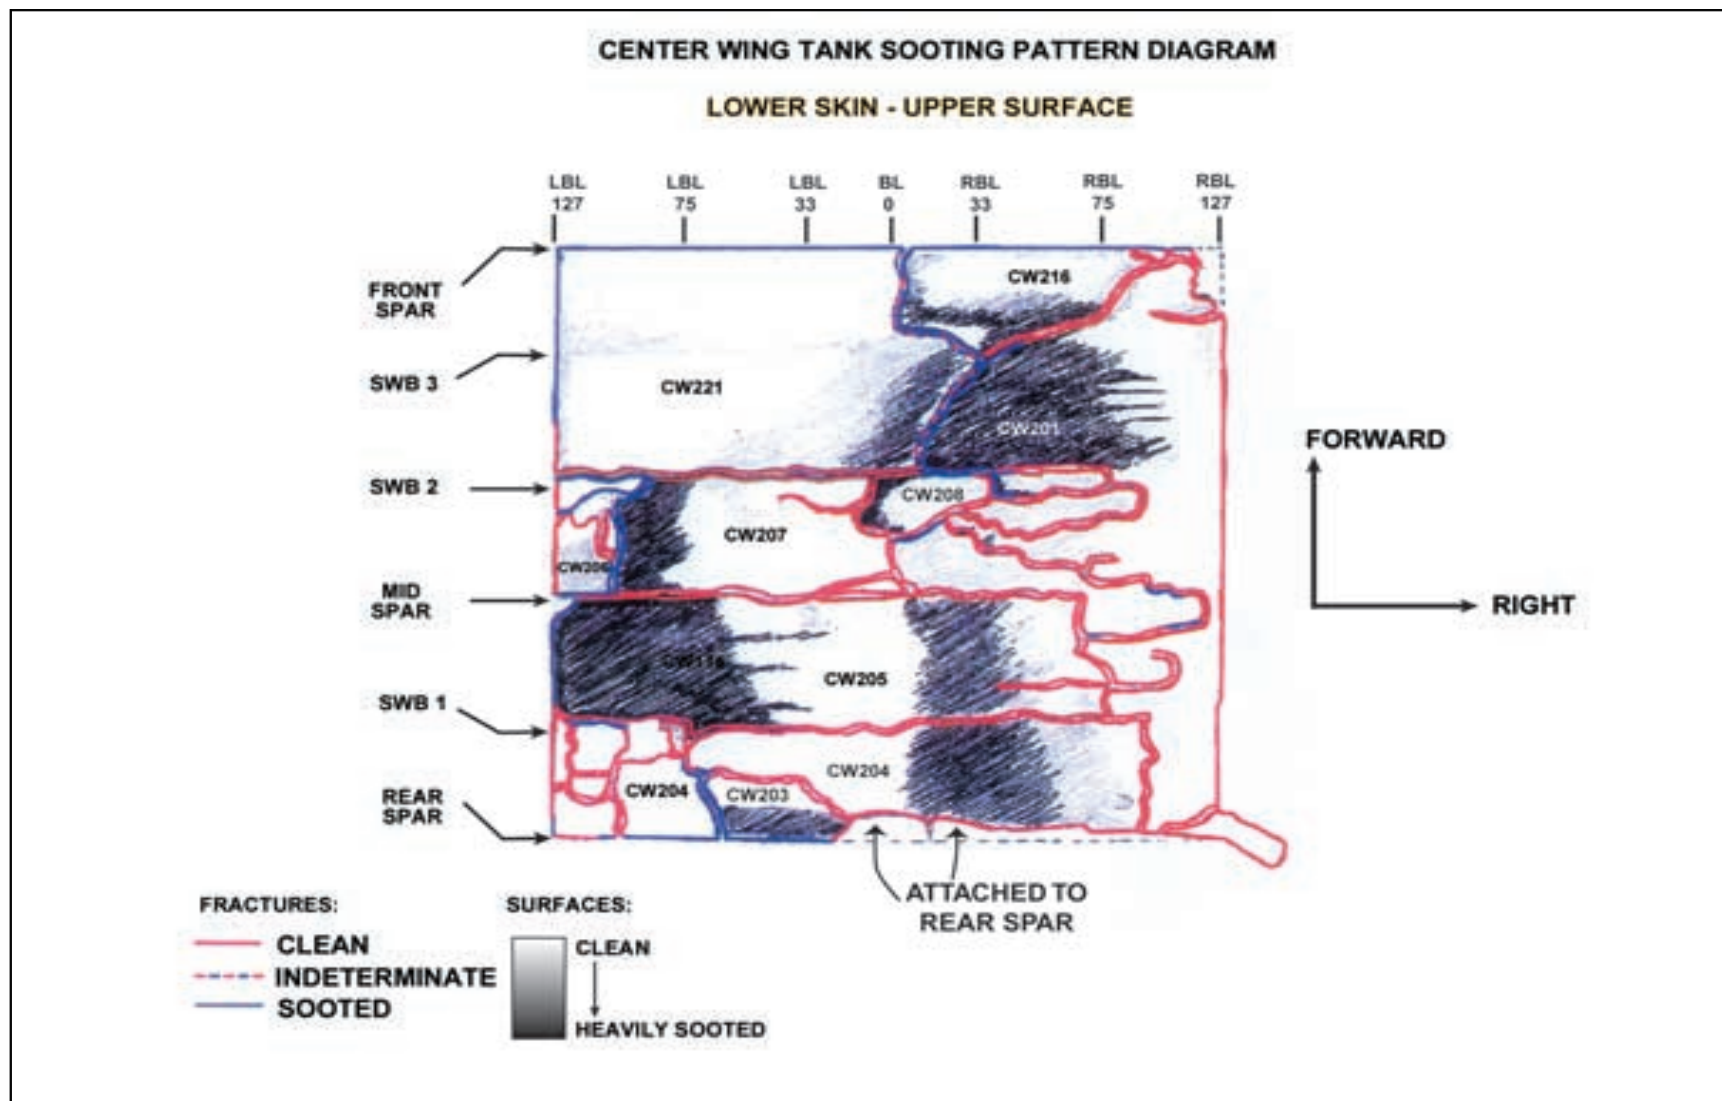 CENTER WING TANK SOOTING PATTERN DIAGRAM
LOWER SKIN - UPPER SURFACE
LBL LBL LBL BL RBL RBL RBL
127 75 33 0 33 75 127
FRONT
SPAR
CW216
SWB 3
CW221
CW201
FORWARD
SWB 2
CW208
CW207
CW206
MID
SPAR
RIGHT
CW205
SWB 1
CW204
CW204
CW203
REAR
SPAR
ATTACHED TO
REAR SPAR
FRACTURES:
CLEAN
INDETERMINATE
SOOTED
SURFACES:
CLEAN
HEAVILY SOOTED